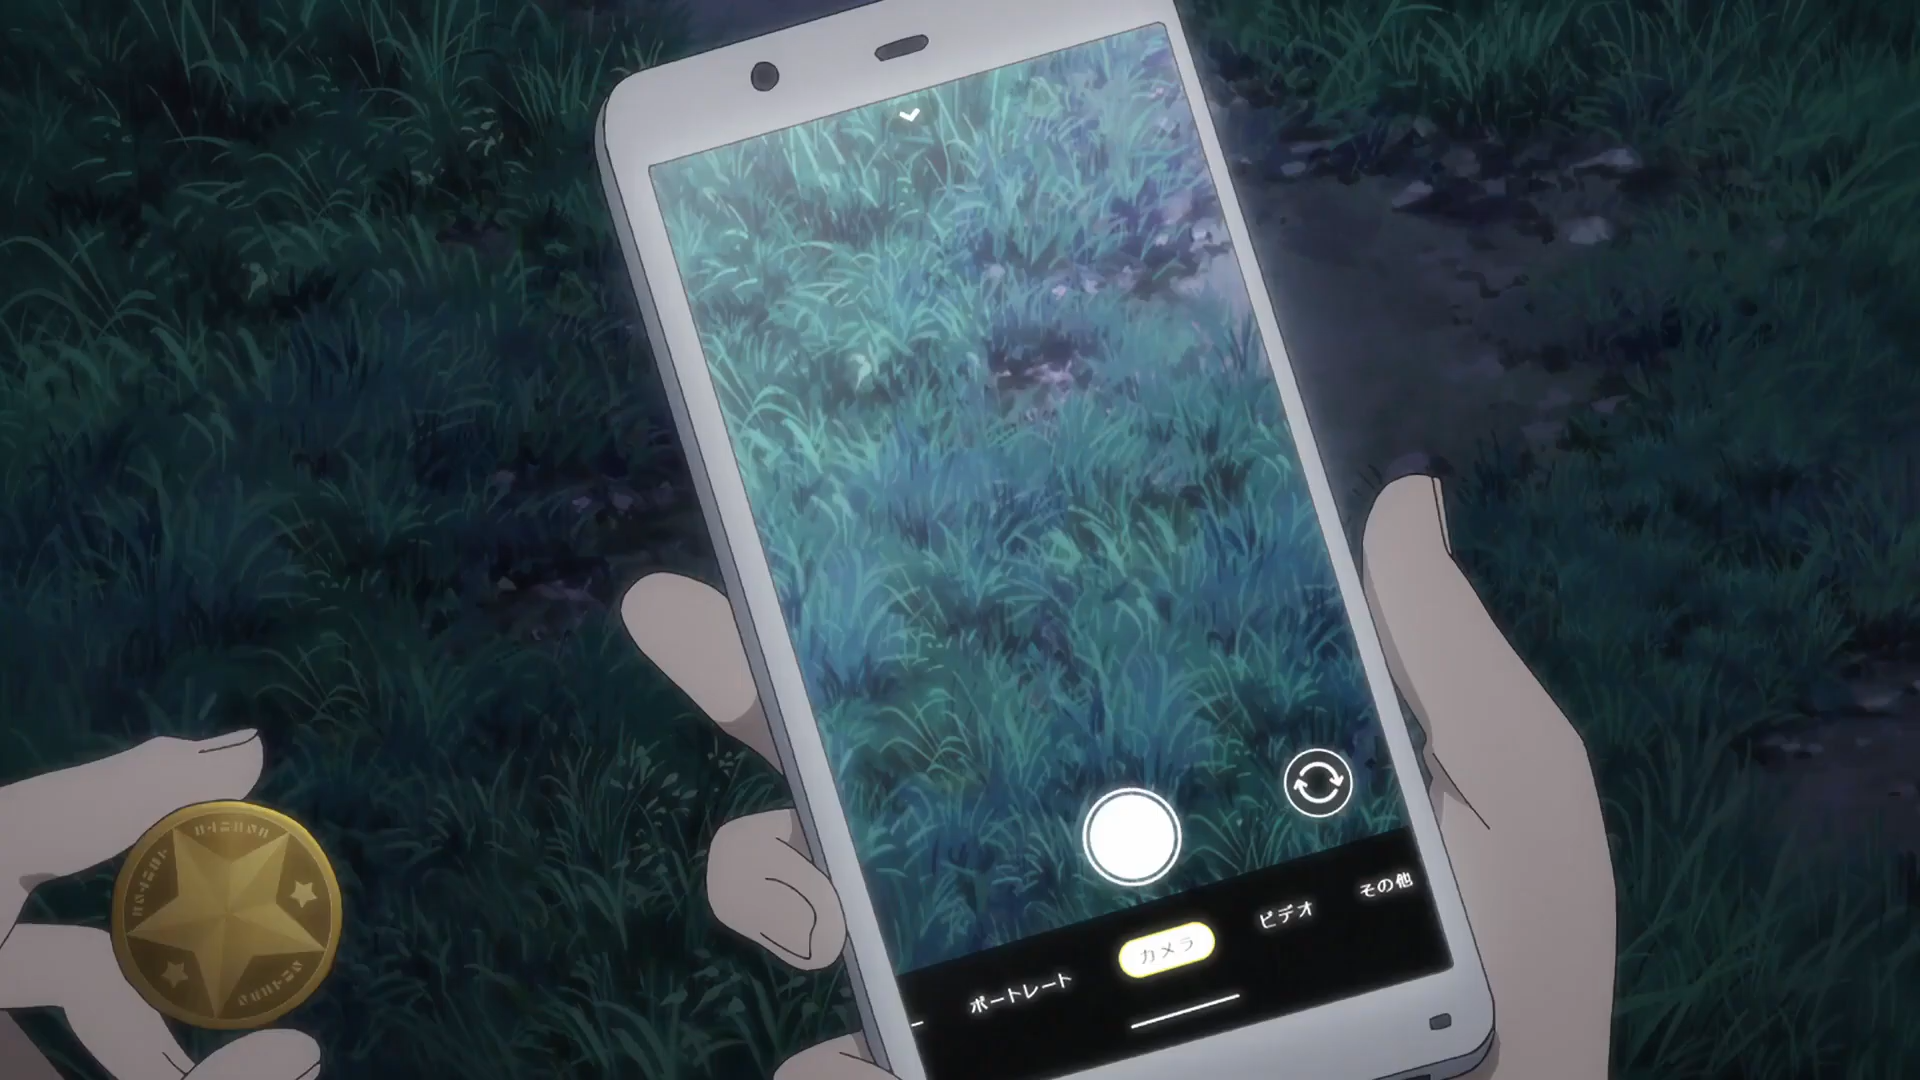 ポートレート
カメラ
ビデオ
その他